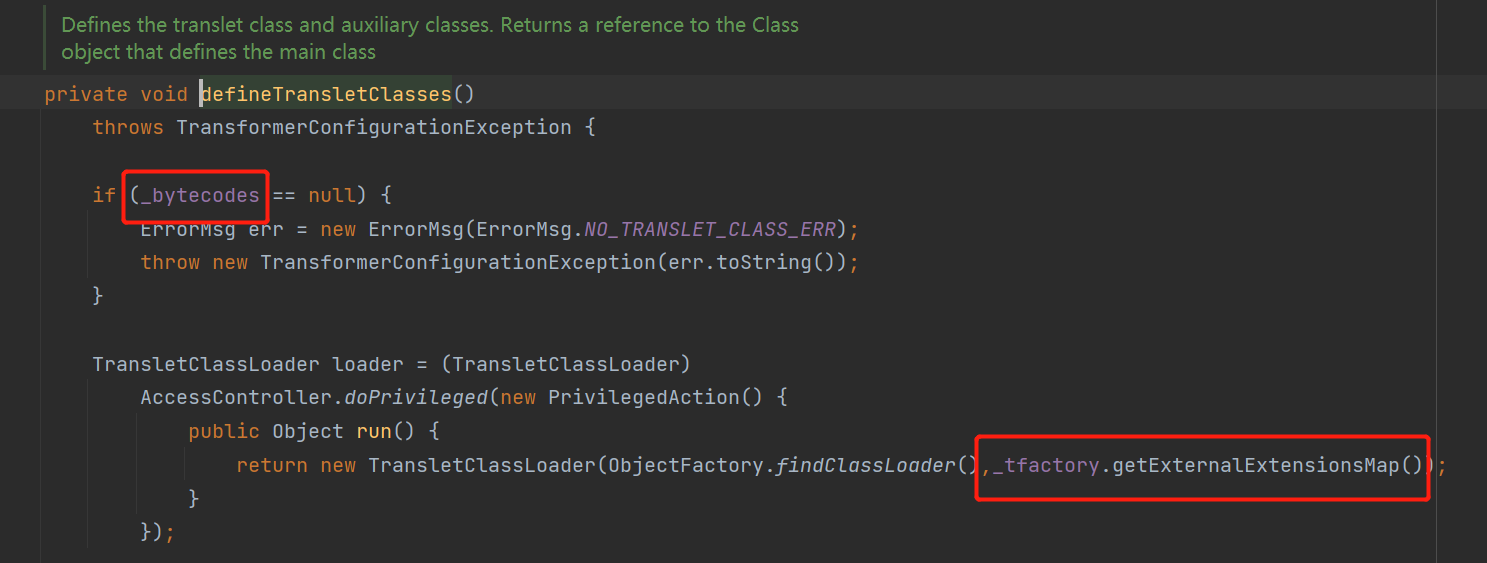 Defines the translet class and auxiliary classes. Returns a reference to the Class
object that defines the main class
private void defineTransletClasses()
throws TransformerConfigurationException {
if (_bytecodes == null) {
ErrorMsg err = new ErrorMsg(ErrorMsg.NO_TRANSLET_CLASS_ERR);
throw new TransformerConfigurationException(err.toString());
}
TransletClassLoader loader = (TransletClassLoader)
AccessController.doPrivileged(new PrivilegedAction() {
public Object run() {
return new TransletClassLoader(ObjectFactory.findClassLoader(),_tfactory.getExternalExtensionsMap());
}
});